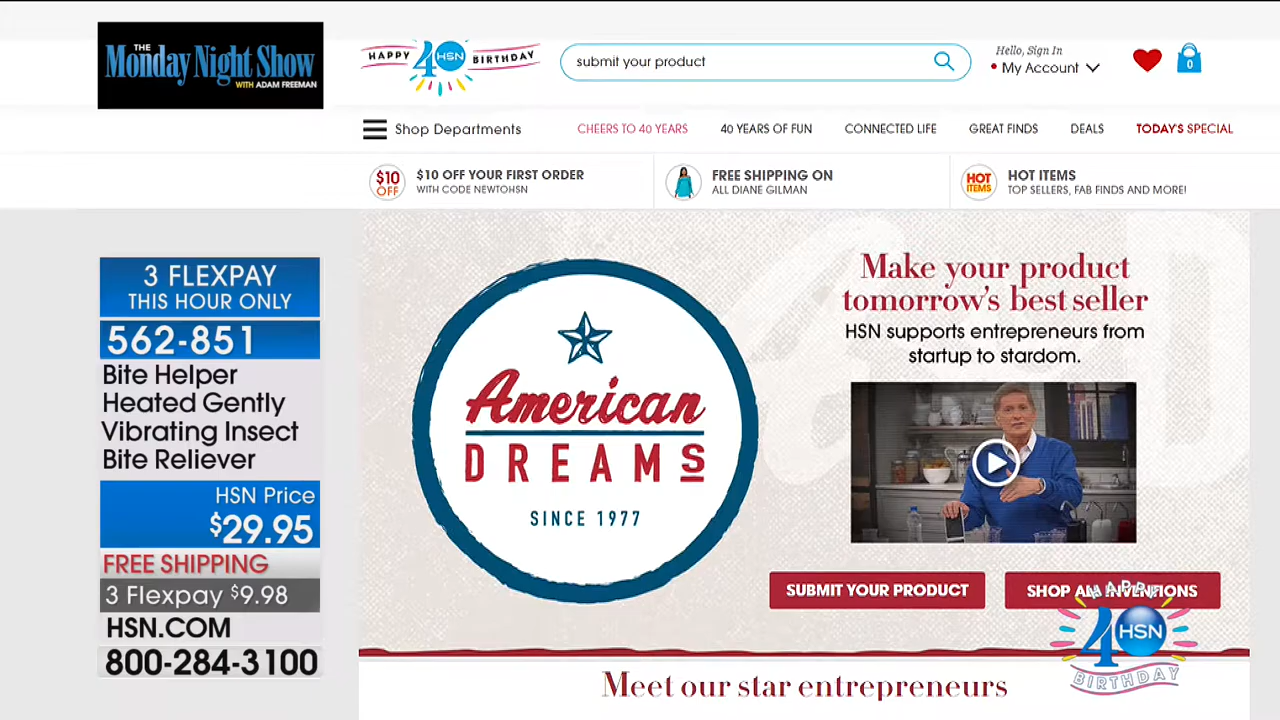 THE
Monday Night Show
WITH ADAM FREEMAN
HAPPY 40 HSN BIRTHDAY
submit your product
Hello, Sign In
My Account
0
Shop Departments
CHEERS TO 40 YEARS
40 YEARS OF FUN
CONNECTED LIFE
GREAT FINDS
DEALS
TODAY'S SPECIAL
$10 OFF
$10 OFF YOUR FIRST ORDER
WITH CODE NEWTOHSN
FREE SHIPPING ON
ALL DIANE GILMAN
HOT ITEMS
HOT ITEMS
TOP SELLERS, FAB FINDS AND MORE!
3 FLEXPAY
THIS HOUR ONLY
562-851
Bite Helper
Heated Gently
Vibrating Insect
Bite Reliever
HSN Price
$29.95
FREE SHIPPING
3 Flexpay $9.98
HSN.COM
800-284-3100
American
DREAMS
SINCE 1977
Make your product
tomorrow's best seller
HSN supports entrepreneurs from
startup to stardom.
SUBMIT YOUR PRODUCT
SHOP ALL INVENTIONS
HAPPY
40 HSN
BIRTHDAY
Meet our star entrepreneurs